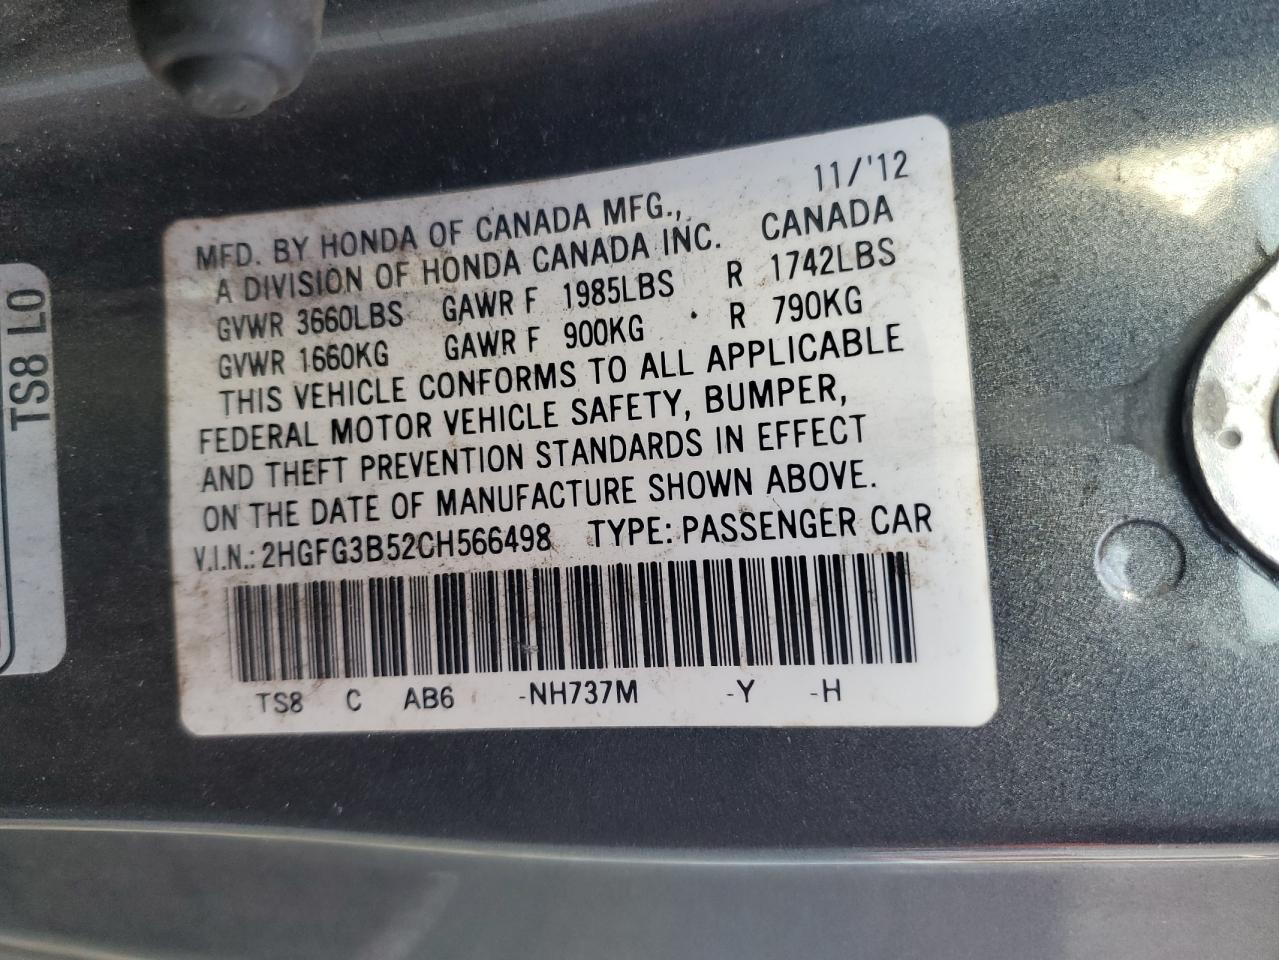 11/'12
MFD. BY HONDA OF CANADA MFG.,
A DIVISION OF HONDA CANADA INC. CANADA
GVWR 3660LBS GAWR F 1985LBS R 1742LBS
GVWR 1660KG GAWR F 900KG R 790KG
THIS VEHICLE CONFORMS TO ALL APPLICABLE
FEDERAL MOTOR VEHICLE SAFETY, BUMPER,
AND THEFT PREVENTION STANDARDS IN EFFECT
ON THE DATE OF MANUFACTURE SHOWN ABOVE.
V.I.N.: 2HGFG3B52CH566498 TYPE: PASSENGER CAR
TS8 C AB6 -NH737M -Y -H
TS8 L0